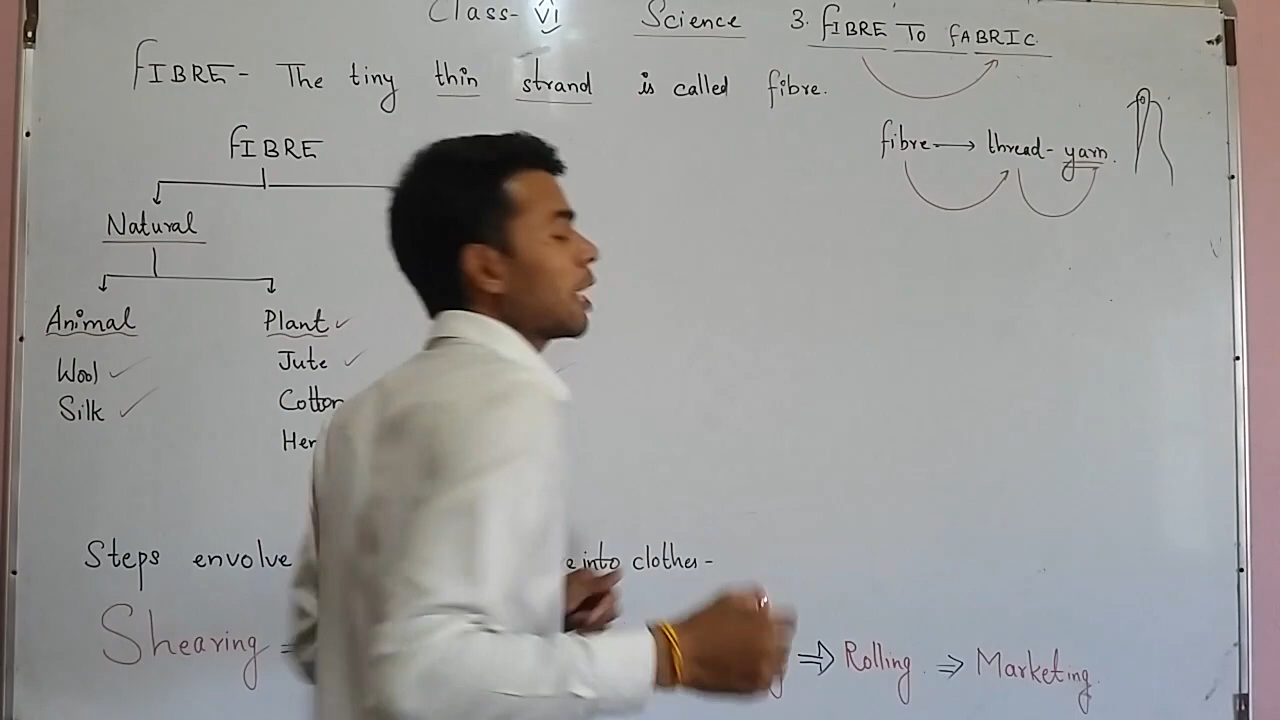 Class- VI Science 3. FIBRE TO FABRIC
FIBRE- The tiny thin strand is called fibre.
fibre → thread- yarn.
FIBRE
Natural
Animal Plant ✓
Wool ✓ Jute ✓
Silk ✓ Cotton
Steps envolve into clothes-
Shearing ⇒ Rolling ⇒ Marketing.